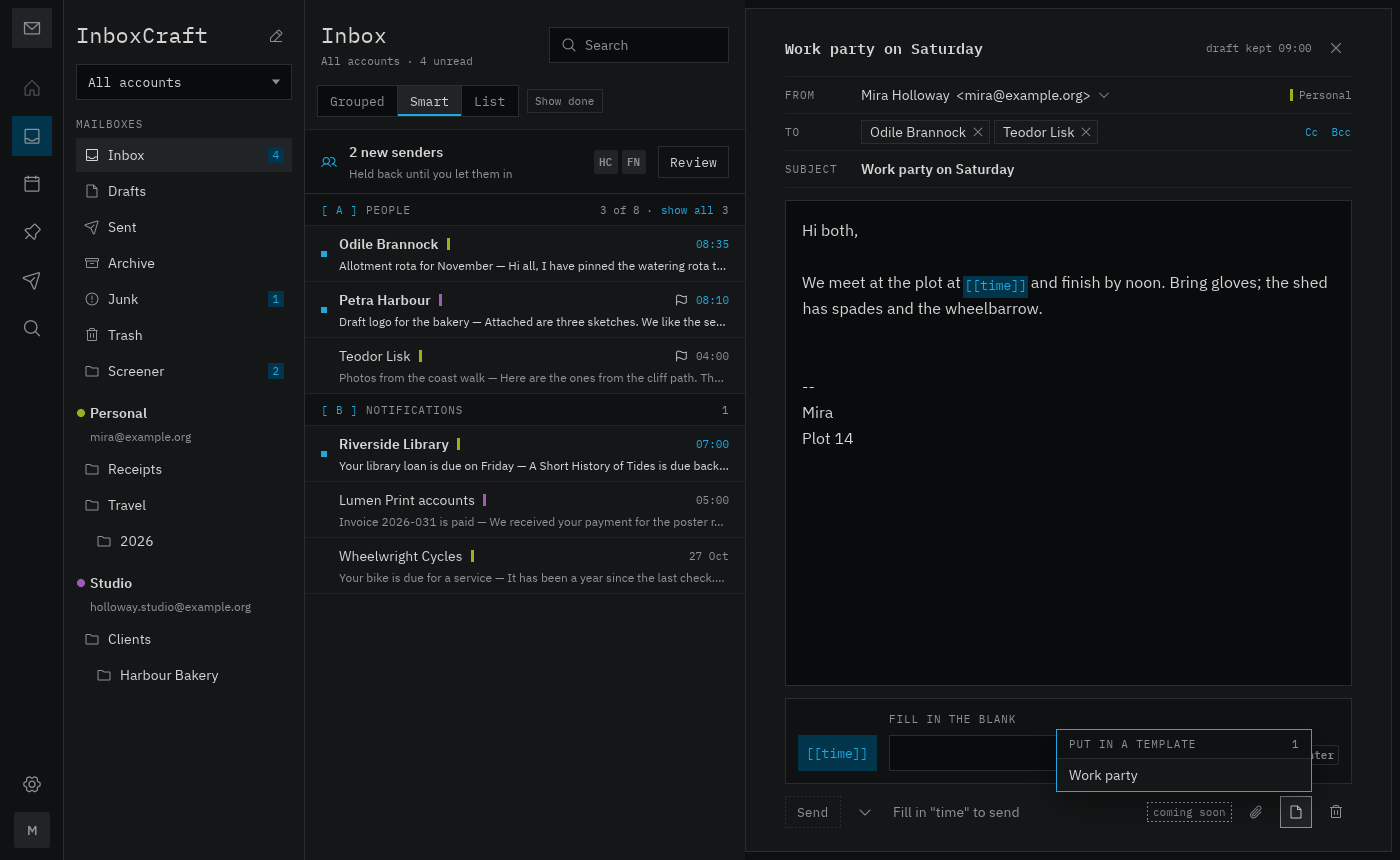 InboxCraft
All accounts
MAILBOXES
Inbox 4
Drafts
Sent
Archive
Junk 1
Trash
Screener 2
Personal
mira@example.org
Receipts
Travel
2026
Studio
holloway.studio@example.org
Clients
Harbour Bakery
M
Inbox
All accounts · 4 unread
Search
Grouped Smart List Show done
2 new senders
Held back until you let them in
HC FN Review
[ A ] PEOPLE 3 of 8 · show all 3
Odile Brannock 08:35
Allotment rota for November — Hi all, I have pinned the watering rota t…
Petra Harbour 08:10
Draft logo for the bakery — Attached are three sketches. We like the se…
Teodor Lisk 04:00
Photos from the coast walk — Here are the ones from the cliff path. Th…
[ B ] NOTIFICATIONS 1
Riverside Library 07:00
Your library loan is due on Friday — A Short History of Tides is due back…
Lumen Print accounts 05:00
Invoice 2026-031 is paid — We received your payment for the poster r…
Wheelwright Cycles 27 Oct
Your bike is due for a service — It has been a year since the last check.…
Work party on Saturday draft kept 09:00
FROM Mira Holloway <mira@example.org> Personal
TO Odile Brannock Teodor Lisk Cc Bcc
SUBJECT Work party on Saturday
Hi both,
We meet at the plot at [[time]] and finish by noon. Bring gloves; the shed
has spades and the wheelbarrow.
--
Mira
Plot 14
FILL IN THE BLANK
[[time]]
PUT IN A TEMPLATE 1
Work party
Send Fill in "time" to send coming soon